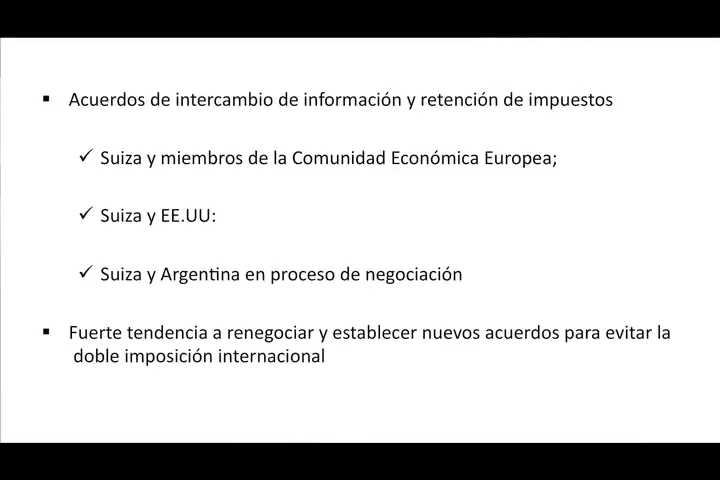 ▪ Acuerdos de intercambio de información y retención de impuestos
✓ Suiza y miembros de la Comunidad Económica Europea;
✓ Suiza y EE.UU:
✓ Suiza y Argentina en proceso de negociación
▪ Fuerte tendencia a renegociar y establecer nuevos acuerdos para evitar la
doble imposición internacional